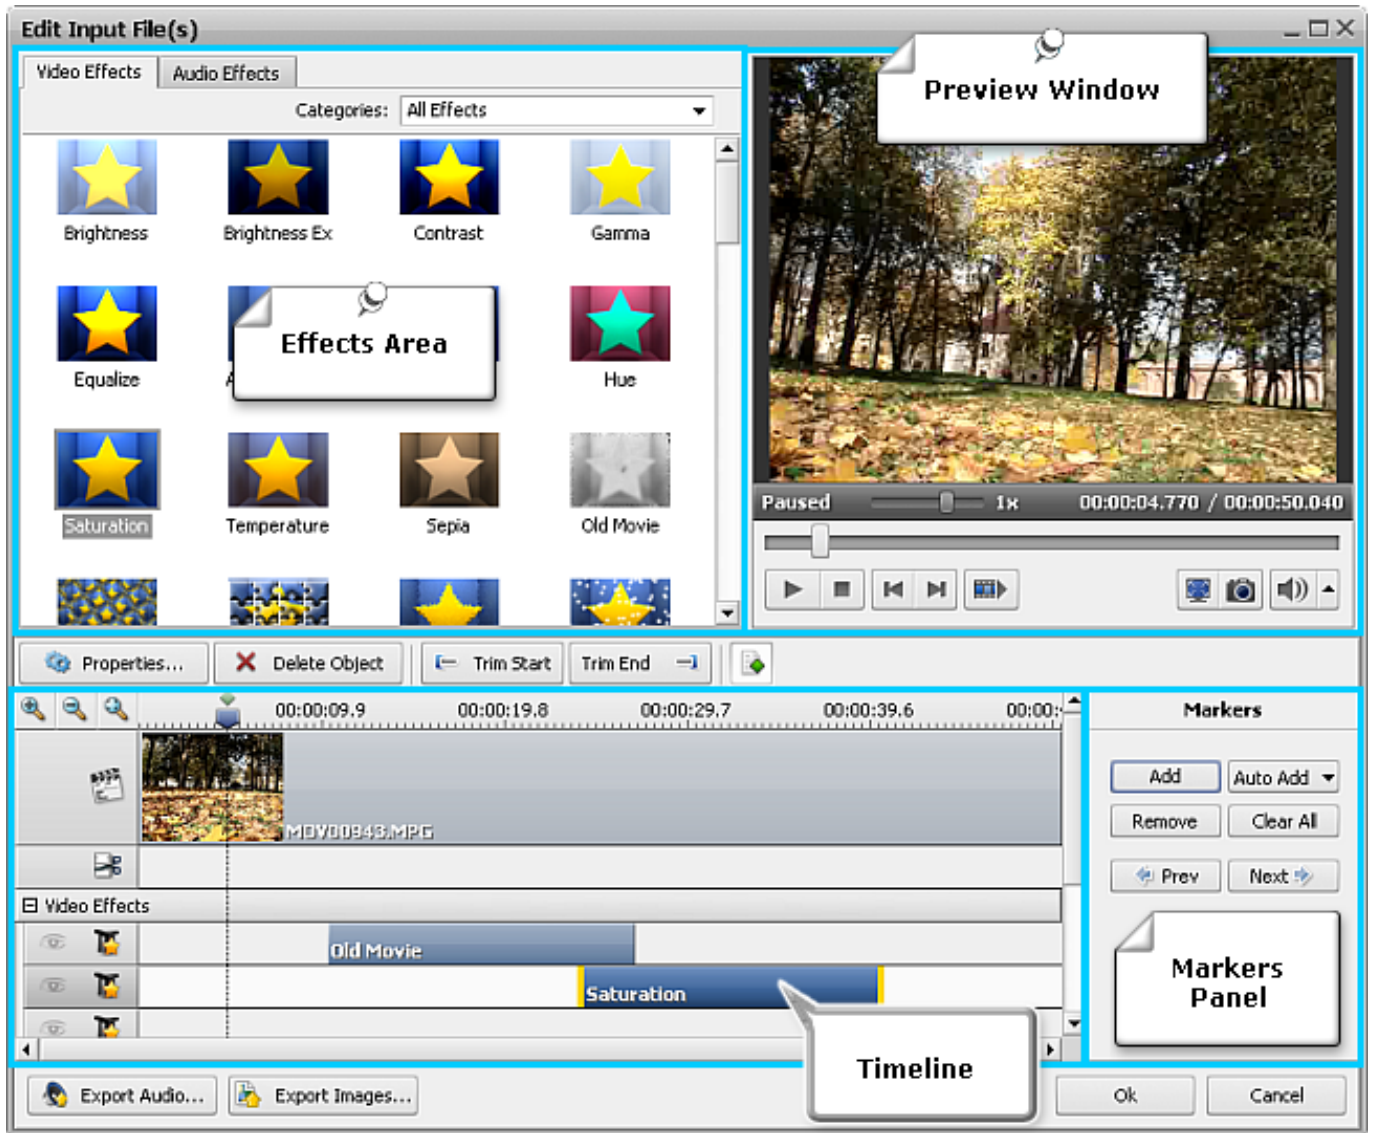 Edit Input File(s)
Video Effects
Audio Effects
Categories: All Effects
Preview Window
Brightness
Brightness Ex
Contrast
Gamma
Effects Area
Equalize
Hue
Saturation
Temperature
Sepia
Old Movie
Paused 1x 00:00:04.770 / 00:00:50.040
Properties...
Delete Object
Trim Start
Trim End
00:00:09.9 00:00:19.8 00:00:29.7 00:00:39.6 00:00:
MOV00943.MPG
Video Effects
Old Movie
Saturation
Timeline
Markers
Add
Auto Add
Remove
Clear All
Prev
Next
Markers
Panel
Export Audio...
Export Images...
Ok
Cancel